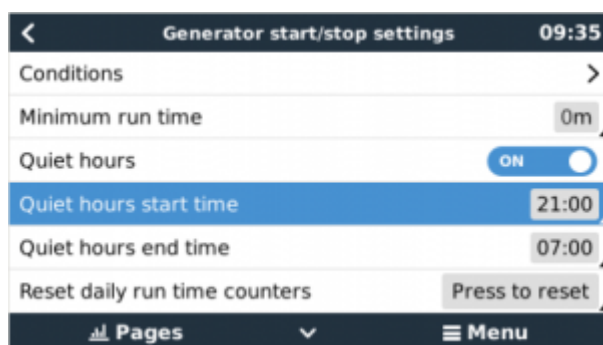 Generator start/stop settings 09:35
Conditions
Minimum run time 0m
Quiet hours ON
Quiet hours start time 21:00
Quiet hours end time 07:00
Reset daily run time counters Press to reset
Pages Menu